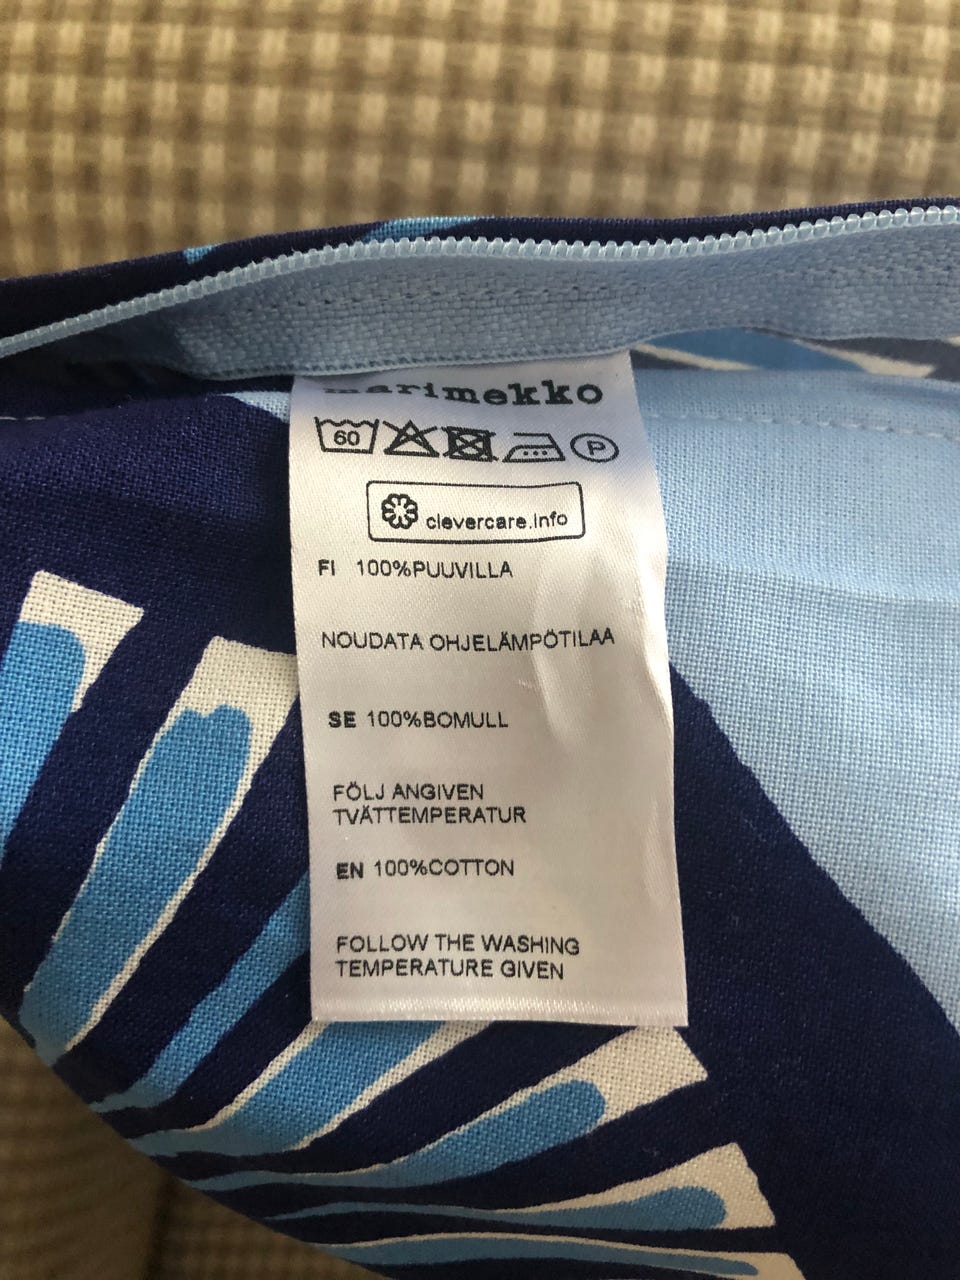 marimekko
60 P
clevercare.info
FI 100%PUUVILLA
NOUDATA OHJELÄMPÖTILAA
SE 100%BOMULL
FÖLJ ANGIVEN
TVÄTTEMPERATUR
EN 100%COTTON
FOLLOW THE WASHING
TEMPERATURE GIVEN